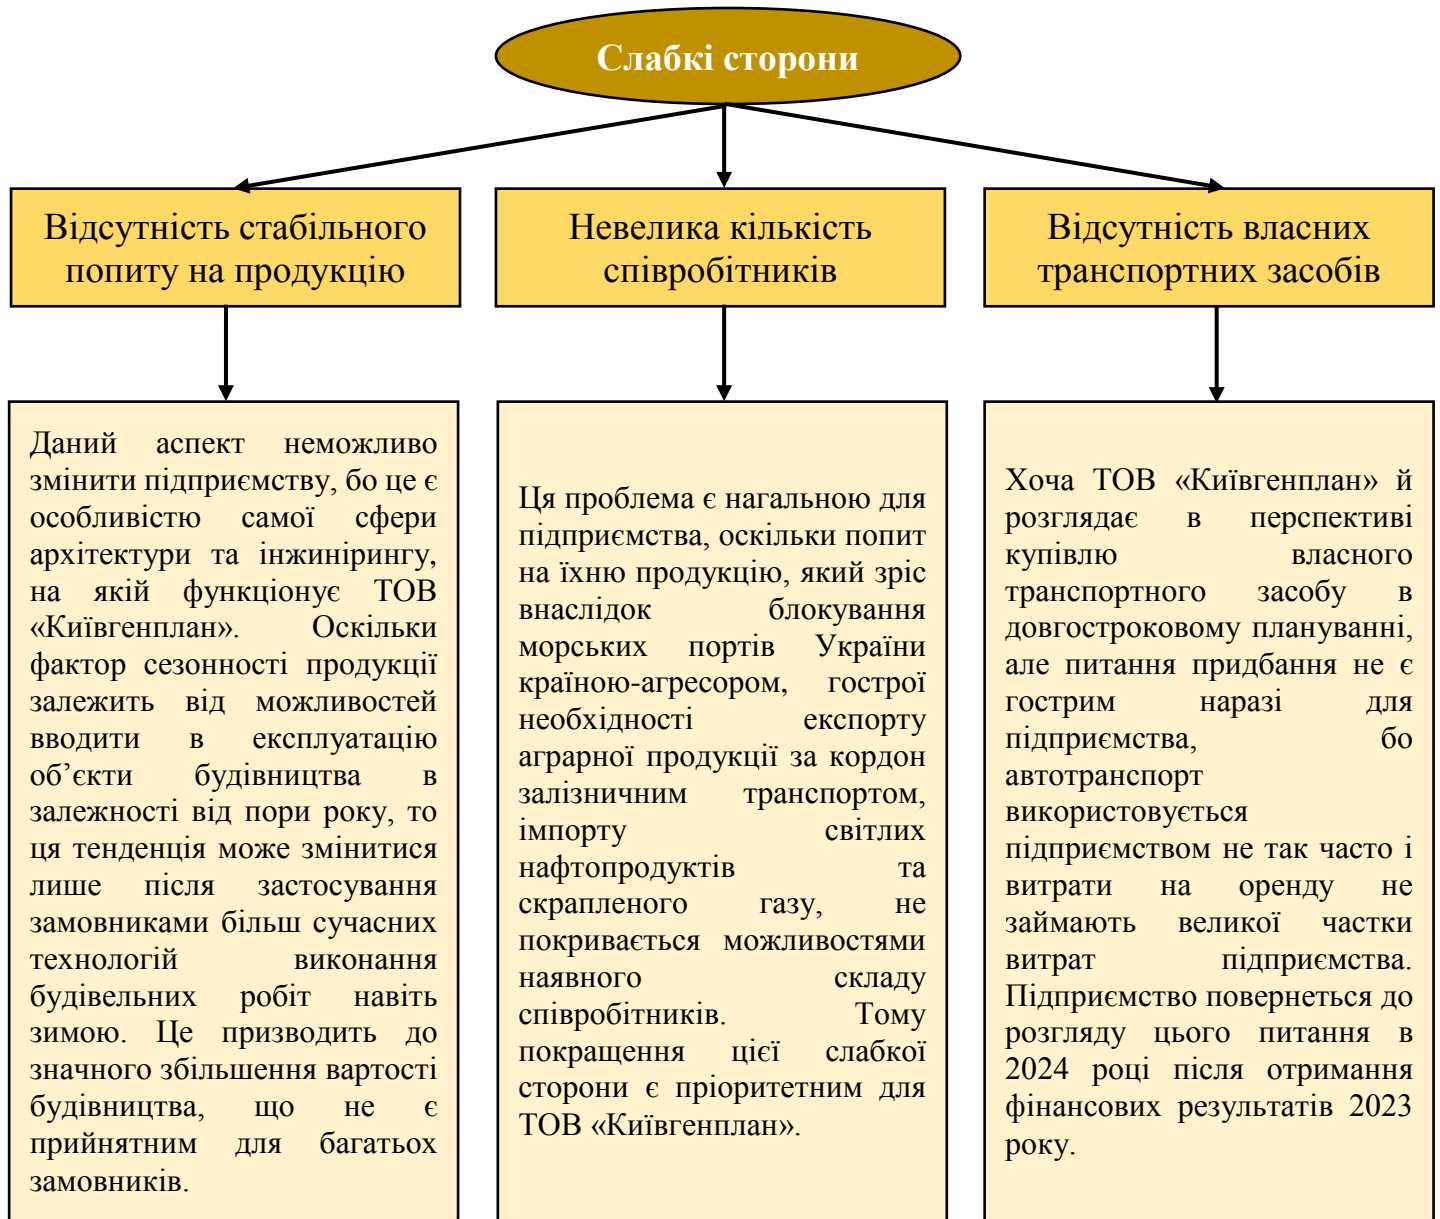 Слабкі сторони
Відсутність стабільного
попиту на продукцію
Невелика кількість
співробітників
Відсутність власних
транспортних засобів
Даний аспект неможливо
змінити підприємству, бо це є
особливістю самої сфери
архітектури та інжинірингу,
на якій функціонує ТОВ
«Київгенплан». Оскільки
фактор сезонності продукції
залежить від можливостей
вводити в експлуатацію
об’єкти будівництва в
залежності від пори року, то
ця тенденція може змінитися
лише після застосування
замовниками більш сучасних
технологій виконання
будівельних робіт навіть
зимою. Це призводить до
значного збільшення вартості
будівництва, що не є
прийнятним для багатьох
замовників.
Ця проблема є нагальною для
підприємства, оскільки попит
на їхню продукцію, який зріс
внаслідок блокування
морських портів України
країною-агресором, гострої
необхідності експорту
аграрної продукції за кордон
залізничним транспортом,
імпорту світлих
нафтопродуктів та
скрапленого газу, не
покривається можливостями
наявного складу
співробітників. Тому
покращення цієї слабкої
сторони є пріоритетним для
ТОВ «Київгенплан».
Хоча ТОВ «Київгенплан» й
розглядає в перспективі
купівлю власного
транспортного засобу в
довгостроковому плануванні,
але питання придбання не є
гострим наразі для
підприємства, бо
автотранспорт
використовується
підприємством не так часто і
витрати на оренду не
займають великої частки
витрат підприємства.
Підприємство повернеться до
розгляду цього питання в
2024 році після отримання
фінансових результатів 2023
року.